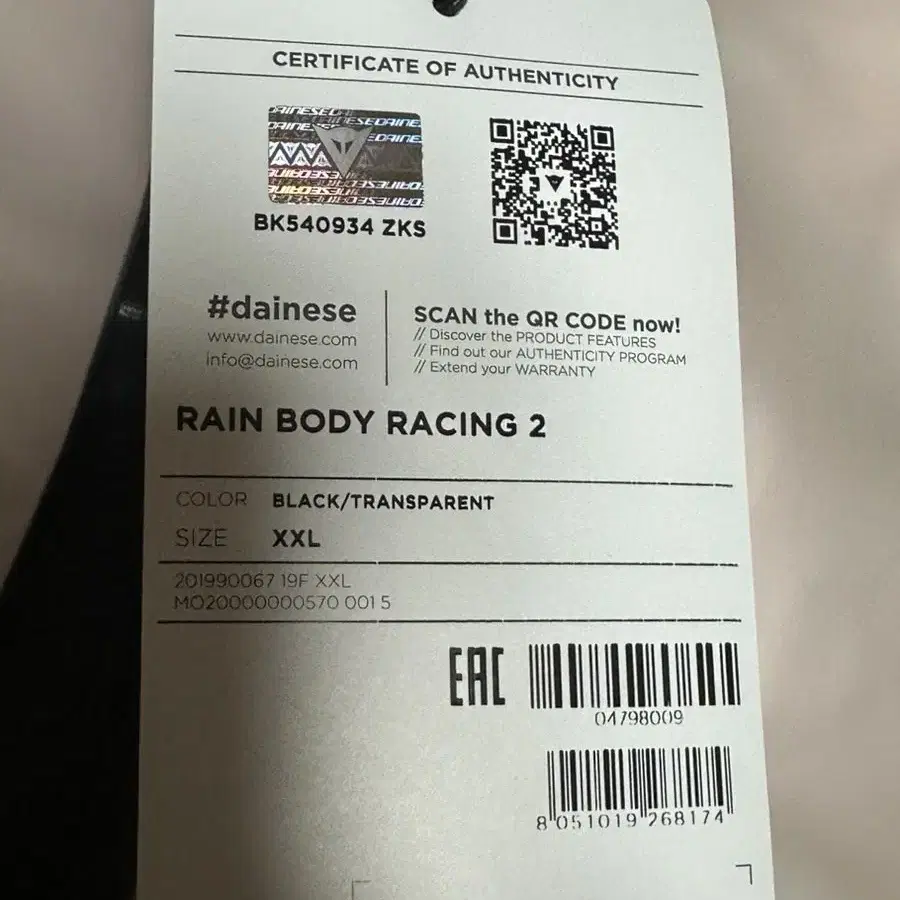 CERTIFICATE OF AUTHENTICITY
BK540934 ZKS
#dainese
www.dainese.com
info@dainese.com
SCAN the QR CODE now!
// Discover the PRODUCT FEATURES
// Find out our AUTHENTICITY PROGRAM
// Extend your WARRANTY
RAIN BODY RACING 2
COLOR BLACK/TRANSPARENT
SIZE XXL
201990067 19F XXL
MO20000000570 001 5
EAC
04798009
8 051019 268174